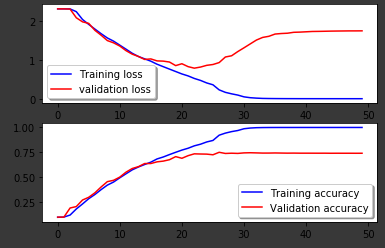 2
1
0
Training loss
validation loss
0 10 20 30 40 50
1.00
0.75
0.50
0.25
Training accuracy
Validation accuracy
0 10 20 30 40 50